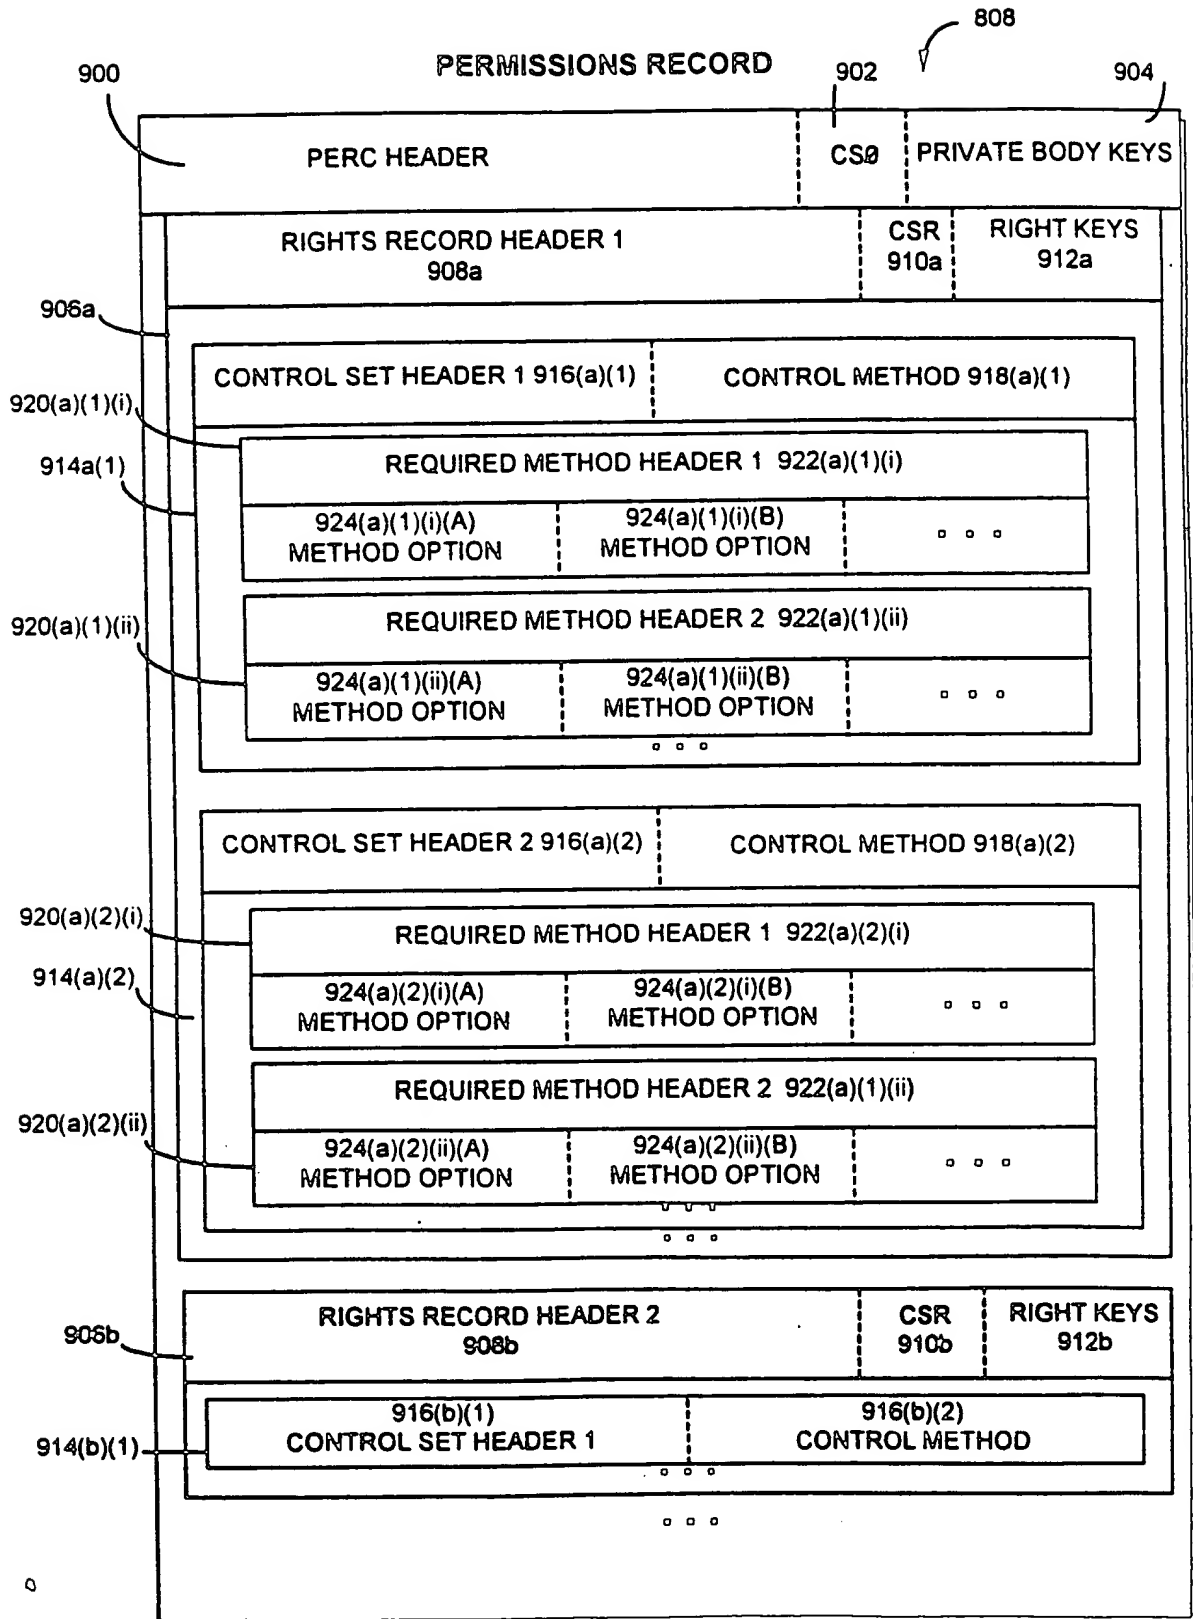 808
PERMISSIONS RECORD
900
902
904
PERC HEADER
CS0
PRIVATE BODY KEYS
RIGHTS RECORD HEADER 1
908a
CSR
910a
RIGHT KEYS
912a
906a
CONTROL SET HEADER 1 916(a)(1)
CONTROL METHOD 918(a)(1)
920(a)(1)(i)
914a(1)
REQUIRED METHOD HEADER 1 922(a)(1)(i)
924(a)(1)(i)(A)
METHOD OPTION
924(a)(1)(i)(B)
METHOD OPTION
920(a)(1)(ii)
REQUIRED METHOD HEADER 2 922(a)(1)(ii)
924(a)(1)(ii)(A)
METHOD OPTION
924(a)(1)(ii)(B)
METHOD OPTION
CONTROL SET HEADER 2 916(a)(2)
CONTROL METHOD 918(a)(2)
920(a)(2)(i)
914(a)(2)
REQUIRED METHOD HEADER 1 922(a)(2)(i)
924(a)(2)(i)(A)
METHOD OPTION
924(a)(2)(i)(B)
METHOD OPTION
920(a)(2)(ii)
REQUIRED METHOD HEADER 2 922(a)(1)(ii)
924(a)(2)(ii)(A)
METHOD OPTION
924(a)(2)(ii)(B)
METHOD OPTION
906b
RIGHTS RECORD HEADER 2
908b
CSR
910b
RIGHT KEYS
912b
914(b)(1)
916(b)(1)
CONTROL SET HEADER 1
916(b)(2)
CONTROL METHOD